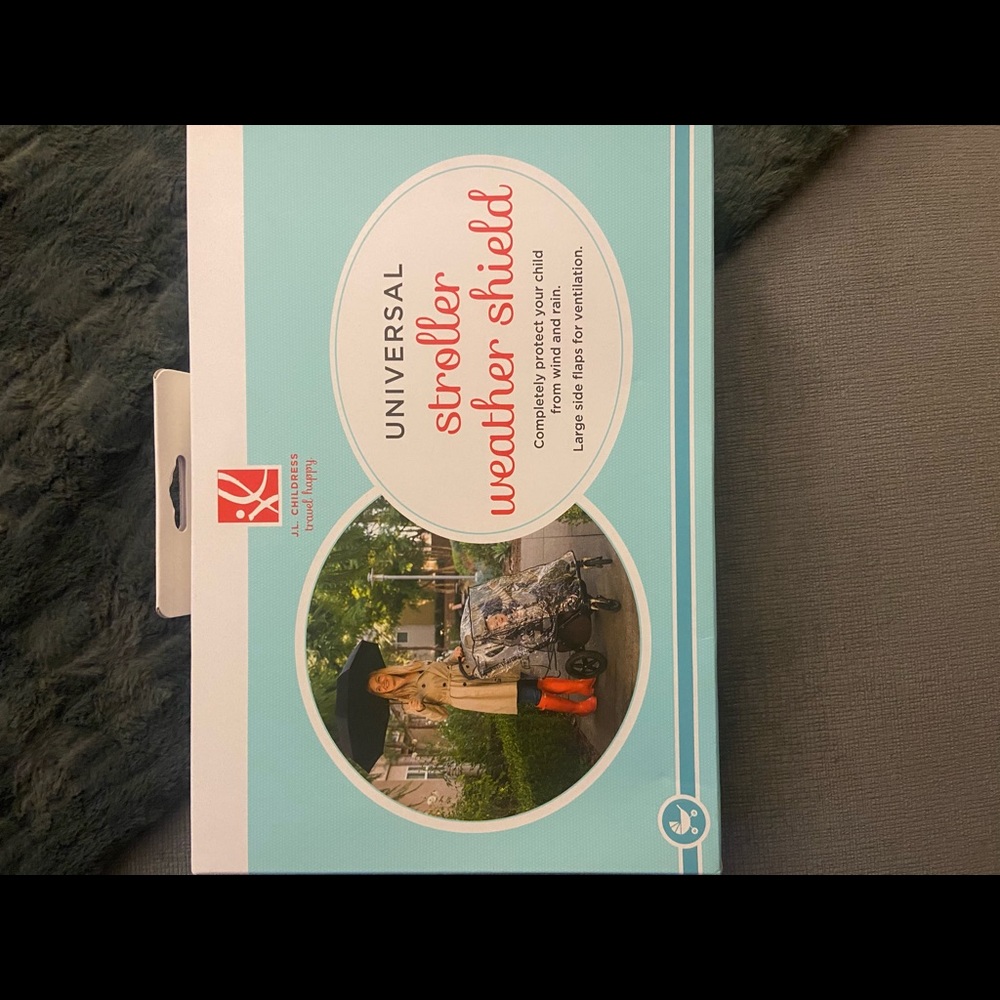 J.L. CHILDRESS
travel happy.
UNIVERSAL
stroller
weather shield
Completely protect your child
from wind and rain.
Large side flaps for ventilation.